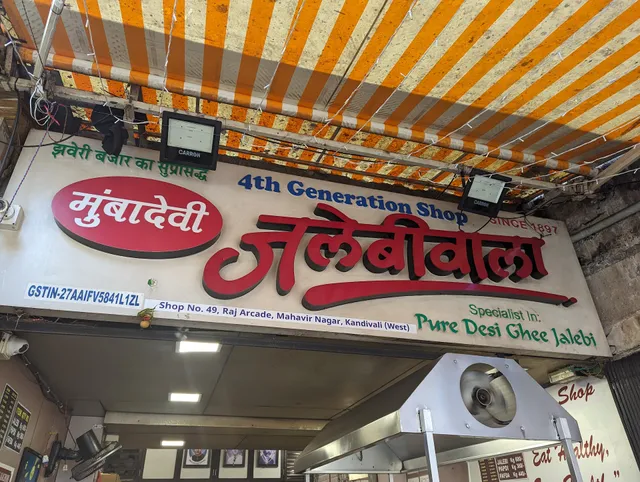 झवेरी बजार का सुप्रसिद्ध
4th Generation Shop
SINCE 1897
मुंबादेवी
जलेबीवाला
GSTIN-27AAIFV5841L1ZL
Shop No. 49, Raj Arcade, Mahavir Nagar, Kandivali (West)
Specialist In:
Pure Desi Ghee Jalebi
CARRON
Shop
Eat Healthy,